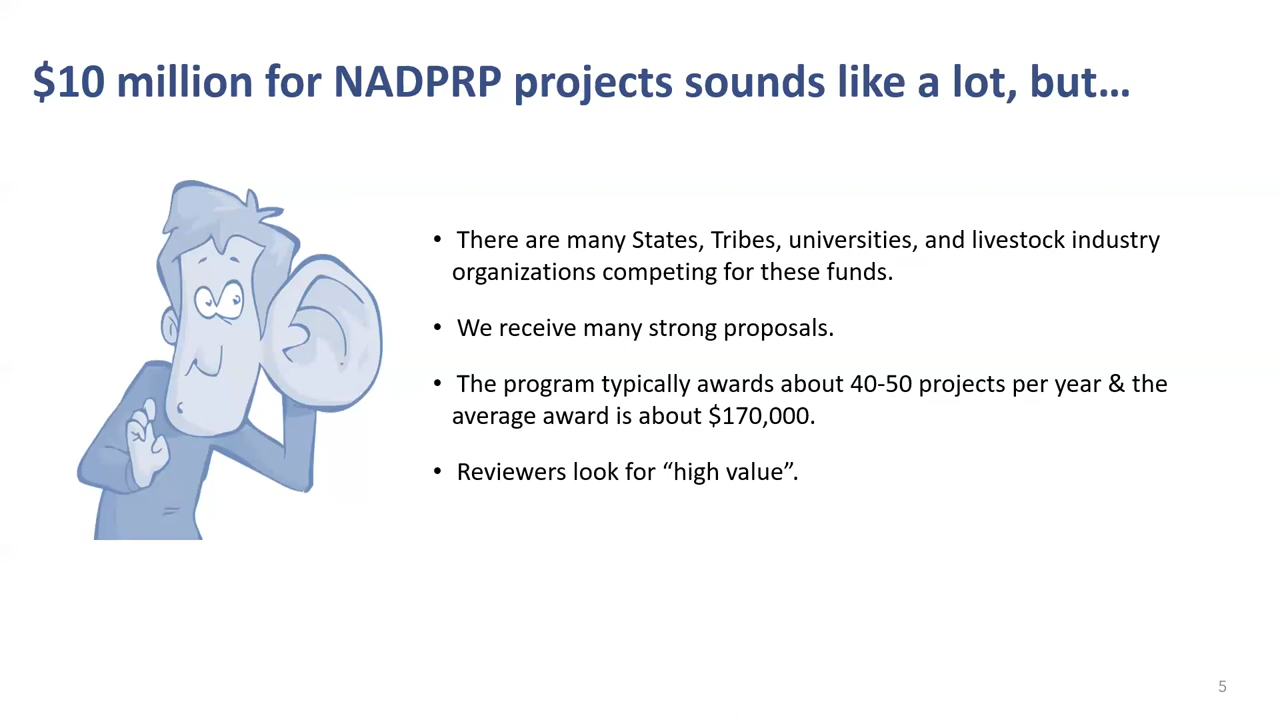 $10 million for NADPRP projects sounds like a lot, but…
• There are many States, Tribes, universities, and livestock industry
organizations competing for these funds.
• We receive many strong proposals.
• The program typically awards about 40-50 projects per year & the
average award is about $170,000.
• Reviewers look for “high value”.
5